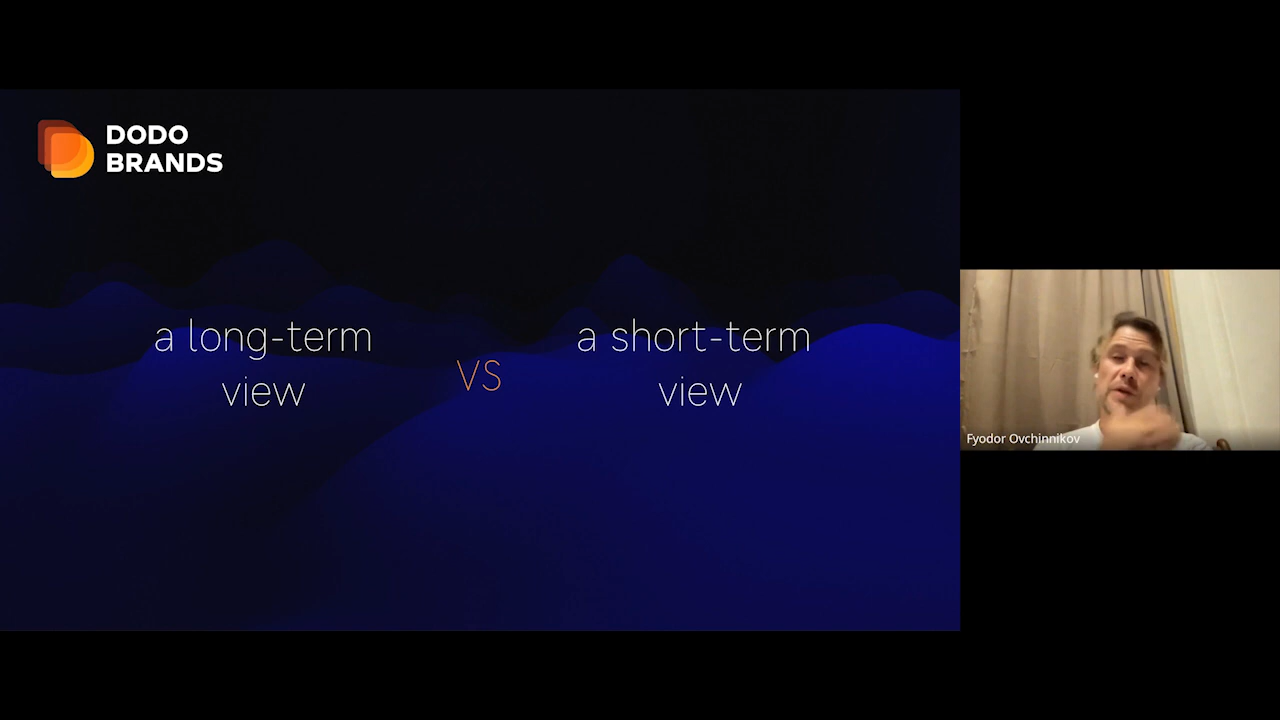 DODO
BRANDS
a long-term
view
VS
a short-term
view
Fyodor Ovchinnikov